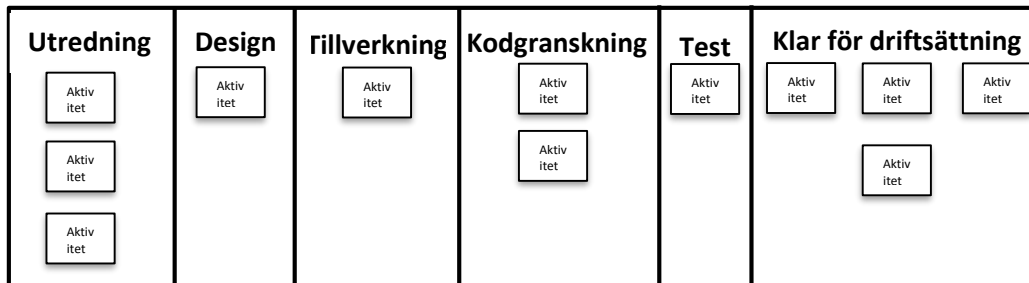 Utredning
Aktiv
itet
Aktiv
itet
Aktiv
itet
Design
Aktiv
itet
Tillverkning
Aktiv
itet
Kodgranskning
Aktiv
itet
Aktiv
itet
Test
Aktiv
itet
Klar för driftsättning
Aktiv
itet
Aktiv
itet
Aktiv
itet
Aktiv
itet